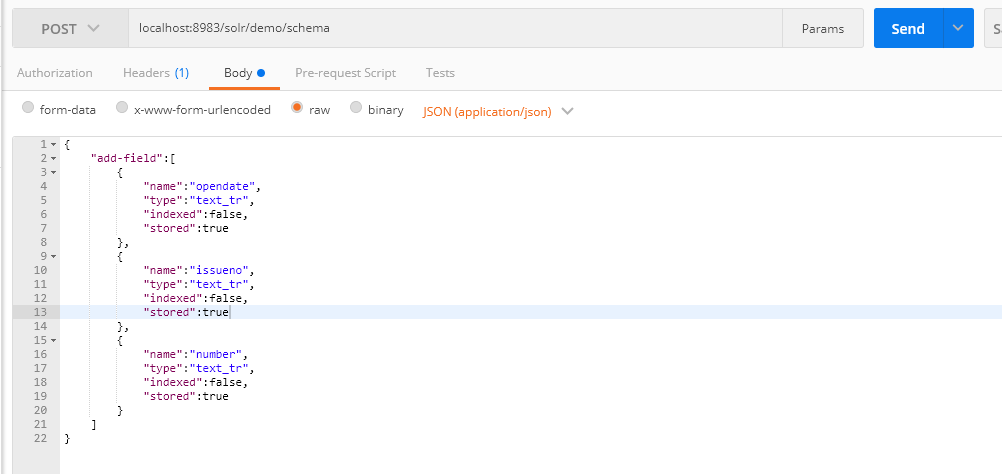 POST localhost:8983/solr/demo/schema Params Send
Authorization Headers (1) Body Pre-request Script Tests
form-data x-www-form-urlencoded raw binary JSON (application/json)
1 {
2 "add-field":[
3 {
4 "name":"opendate",
5 "type":"text_tr",
6 "indexed":false,
7 "stored":true
8 },
9 {
10 "name":"issueno",
11 "type":"text_tr",
12 "indexed":false,
13 "stored":true
14 },
15 {
16 "name":"number",
17 "type":"text_tr",
18 "indexed":false,
19 "stored":true
20 }
21 ]
22 }